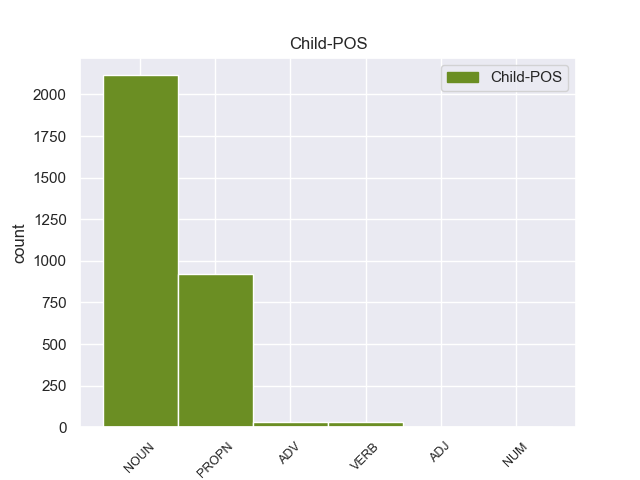 Child-POS
Child-POS
count
2000
1750
1500
1250
1000
750
500
250
0
NOUN
PROPN
ADV
VERB
ADJ
NUM